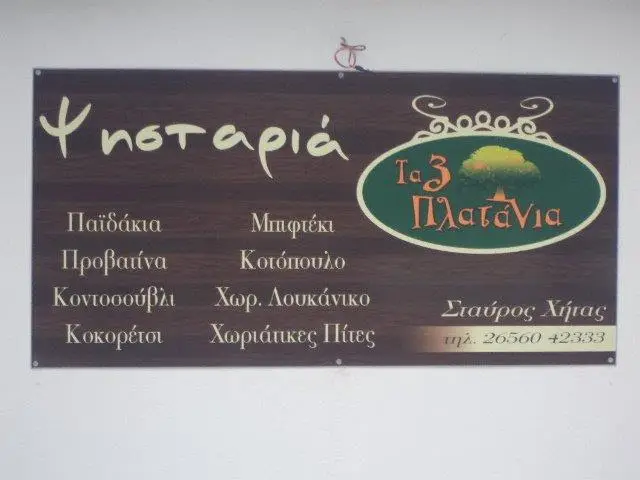 Ψησταριά
Παϊδάκια
Προβατίνα
Κοντοσούβλι
Κοκορέτσι
Μπιφτέκι
Κοτόπουλο
Χωρ. Λουκάνικο
Χωριάτικες Πίτες
Τα 3
Πλατάνια
Σταύρος Χήτας
τηλ. 26560 42333